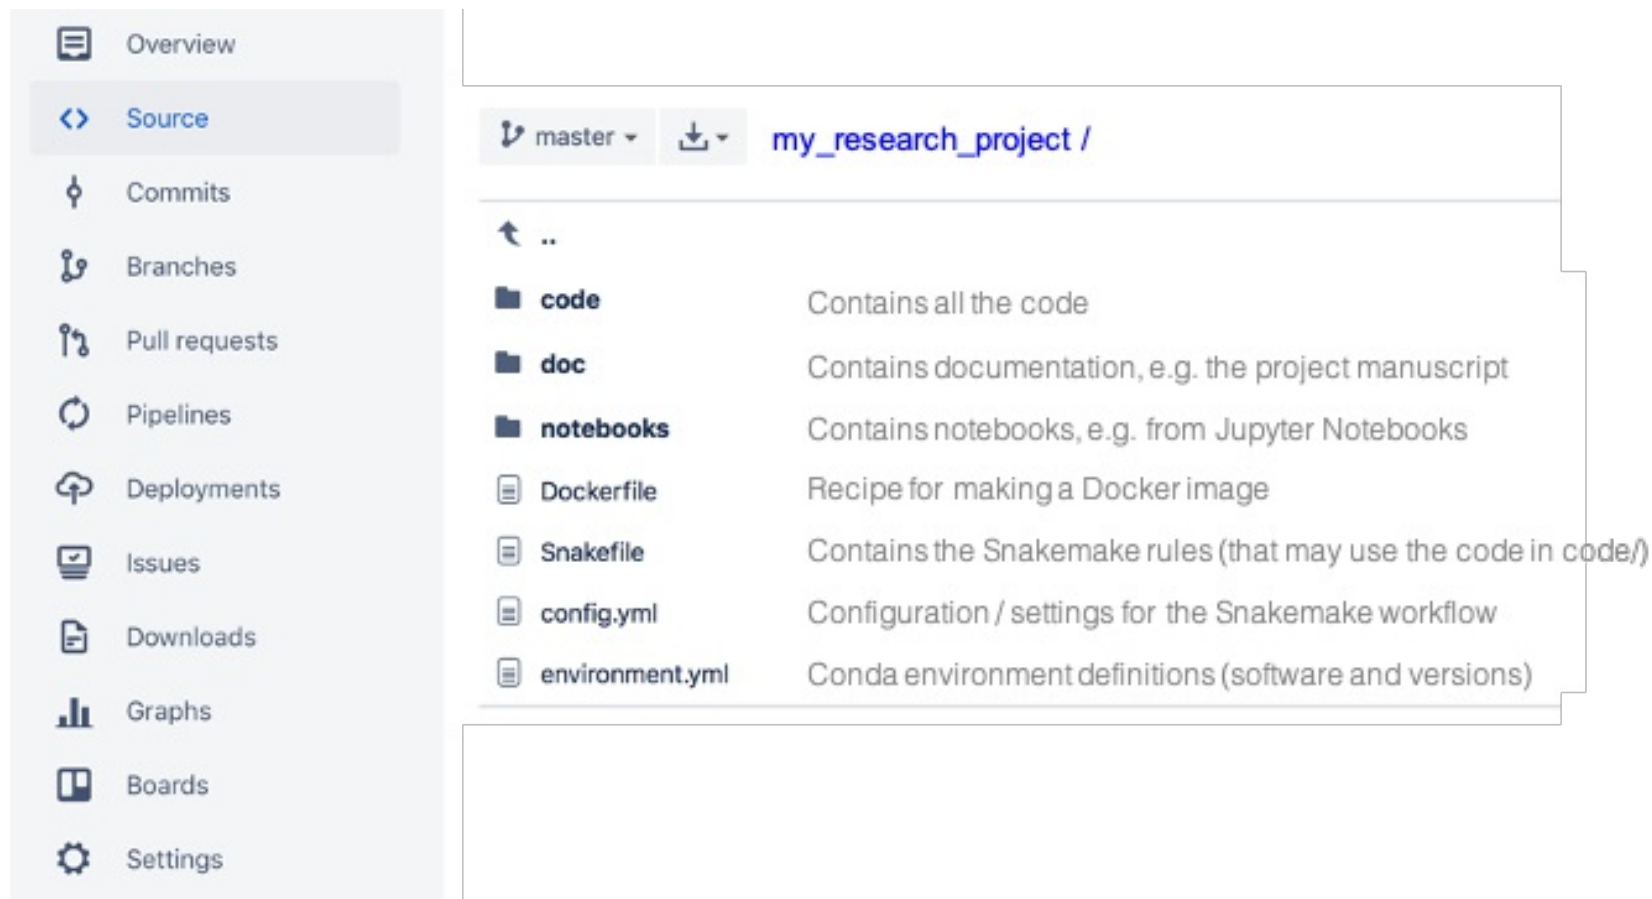 Overview
Source
Commits
Branches
Pull requests
Pipelines
Deployments
Issues
Downloads
Graphs
Boards
Settings
master my_research_project /
..
code Contains all the code
doc Contains documentation, e.g. the project manuscript
notebooks Contains notebooks, e.g. from Jupyter Notebooks
Dockerfile Recipe for making a Docker image
Snakefile Contains the Snakemake rules (that may use the code in code/)
config.yml Configuration / settings for the Snakemake workflow
environment.yml Conda environment definitions (software and versions)